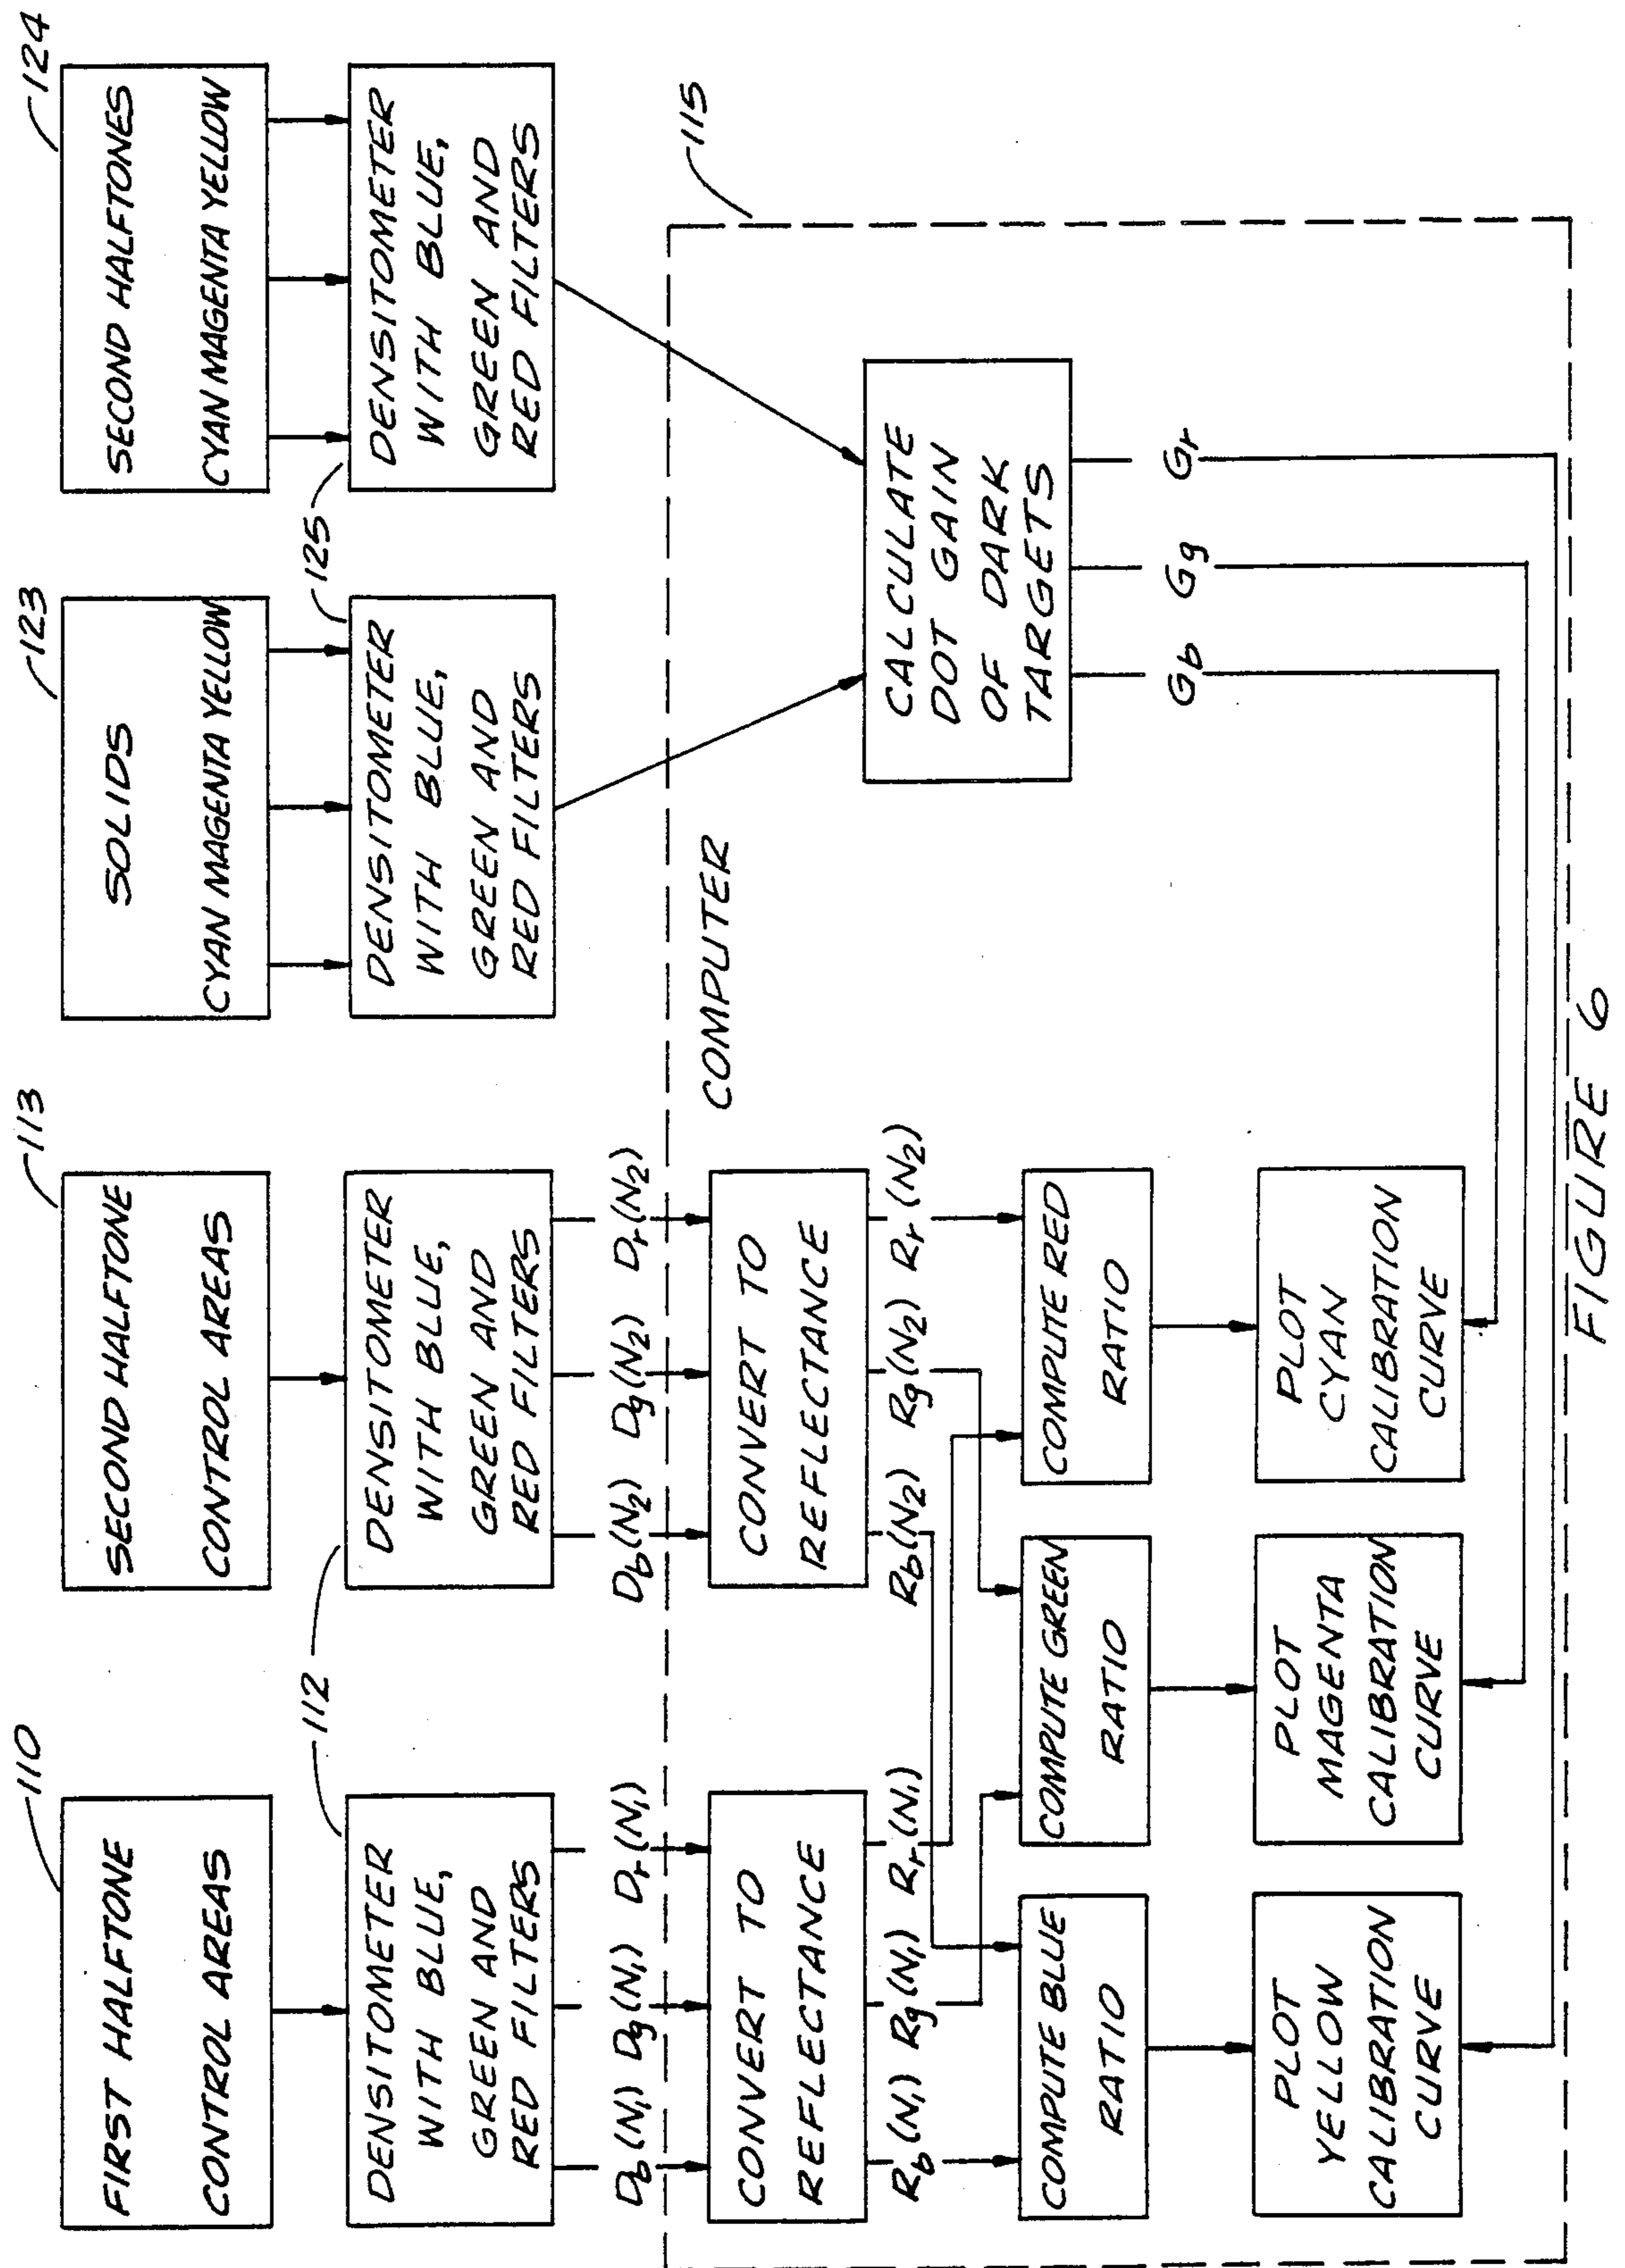 110
113
123
124
FIRST HALFTONE
CONTROL AREAS
SECOND HALFTONE
CONTROL AREAS
SOLIDS
CYAN MAGENTA YELLOW
SECOND HALFTONES
CYAN MAGENTA YELLOW
112
125
DENSITOMETER
WITH BLUE,
GREEN AND
RED FILTERS
DENSITOMETER
WITH BLUE,
GREEN AND
RED FILTERS
DENSITOMETER
WITH BLUE,
GREEN AND
RED FILTERS
DENSITOMETER
WITH BLUE,
GREEN AND
RED FILTERS
Db(N1) Dg(N1) Dr(N1)
Db(N2) Dg(N2) Dr(N2)
115
COMPUTER
CONVERT TO
REFLECTANCE
CONVERT TO
REFLECTANCE
CALCULATE
DOT GAIN
OF DARK
TARGETS
Rb(N1) Rg(N1) Rr(N1)
Rb(N2) Rg(N2) Rr(N2)
Gb Gg Gr
COMPUTE BLUE
RATIO
COMPUTE GREEN
RATIO
COMPUTE RED
RATIO
PLOT
YELLOW
CALIBRATION
CURVE
PLOT
MAGENTA
CALIBRATION
CURVE
PLOT
CYAN
CALIBRATION
CURVE
FIGURE 6